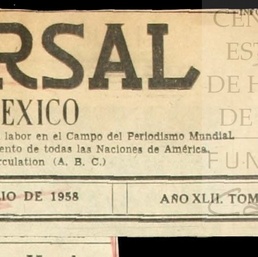 RSAL
EXICO
labor en el Campo del Periodismo Mundial
ento de todas las Naciones de América.
rculation (A. B. C.)
IO DE 1958
AÑO XLII. TOM
CEN
ES
DE H
DE
FUN